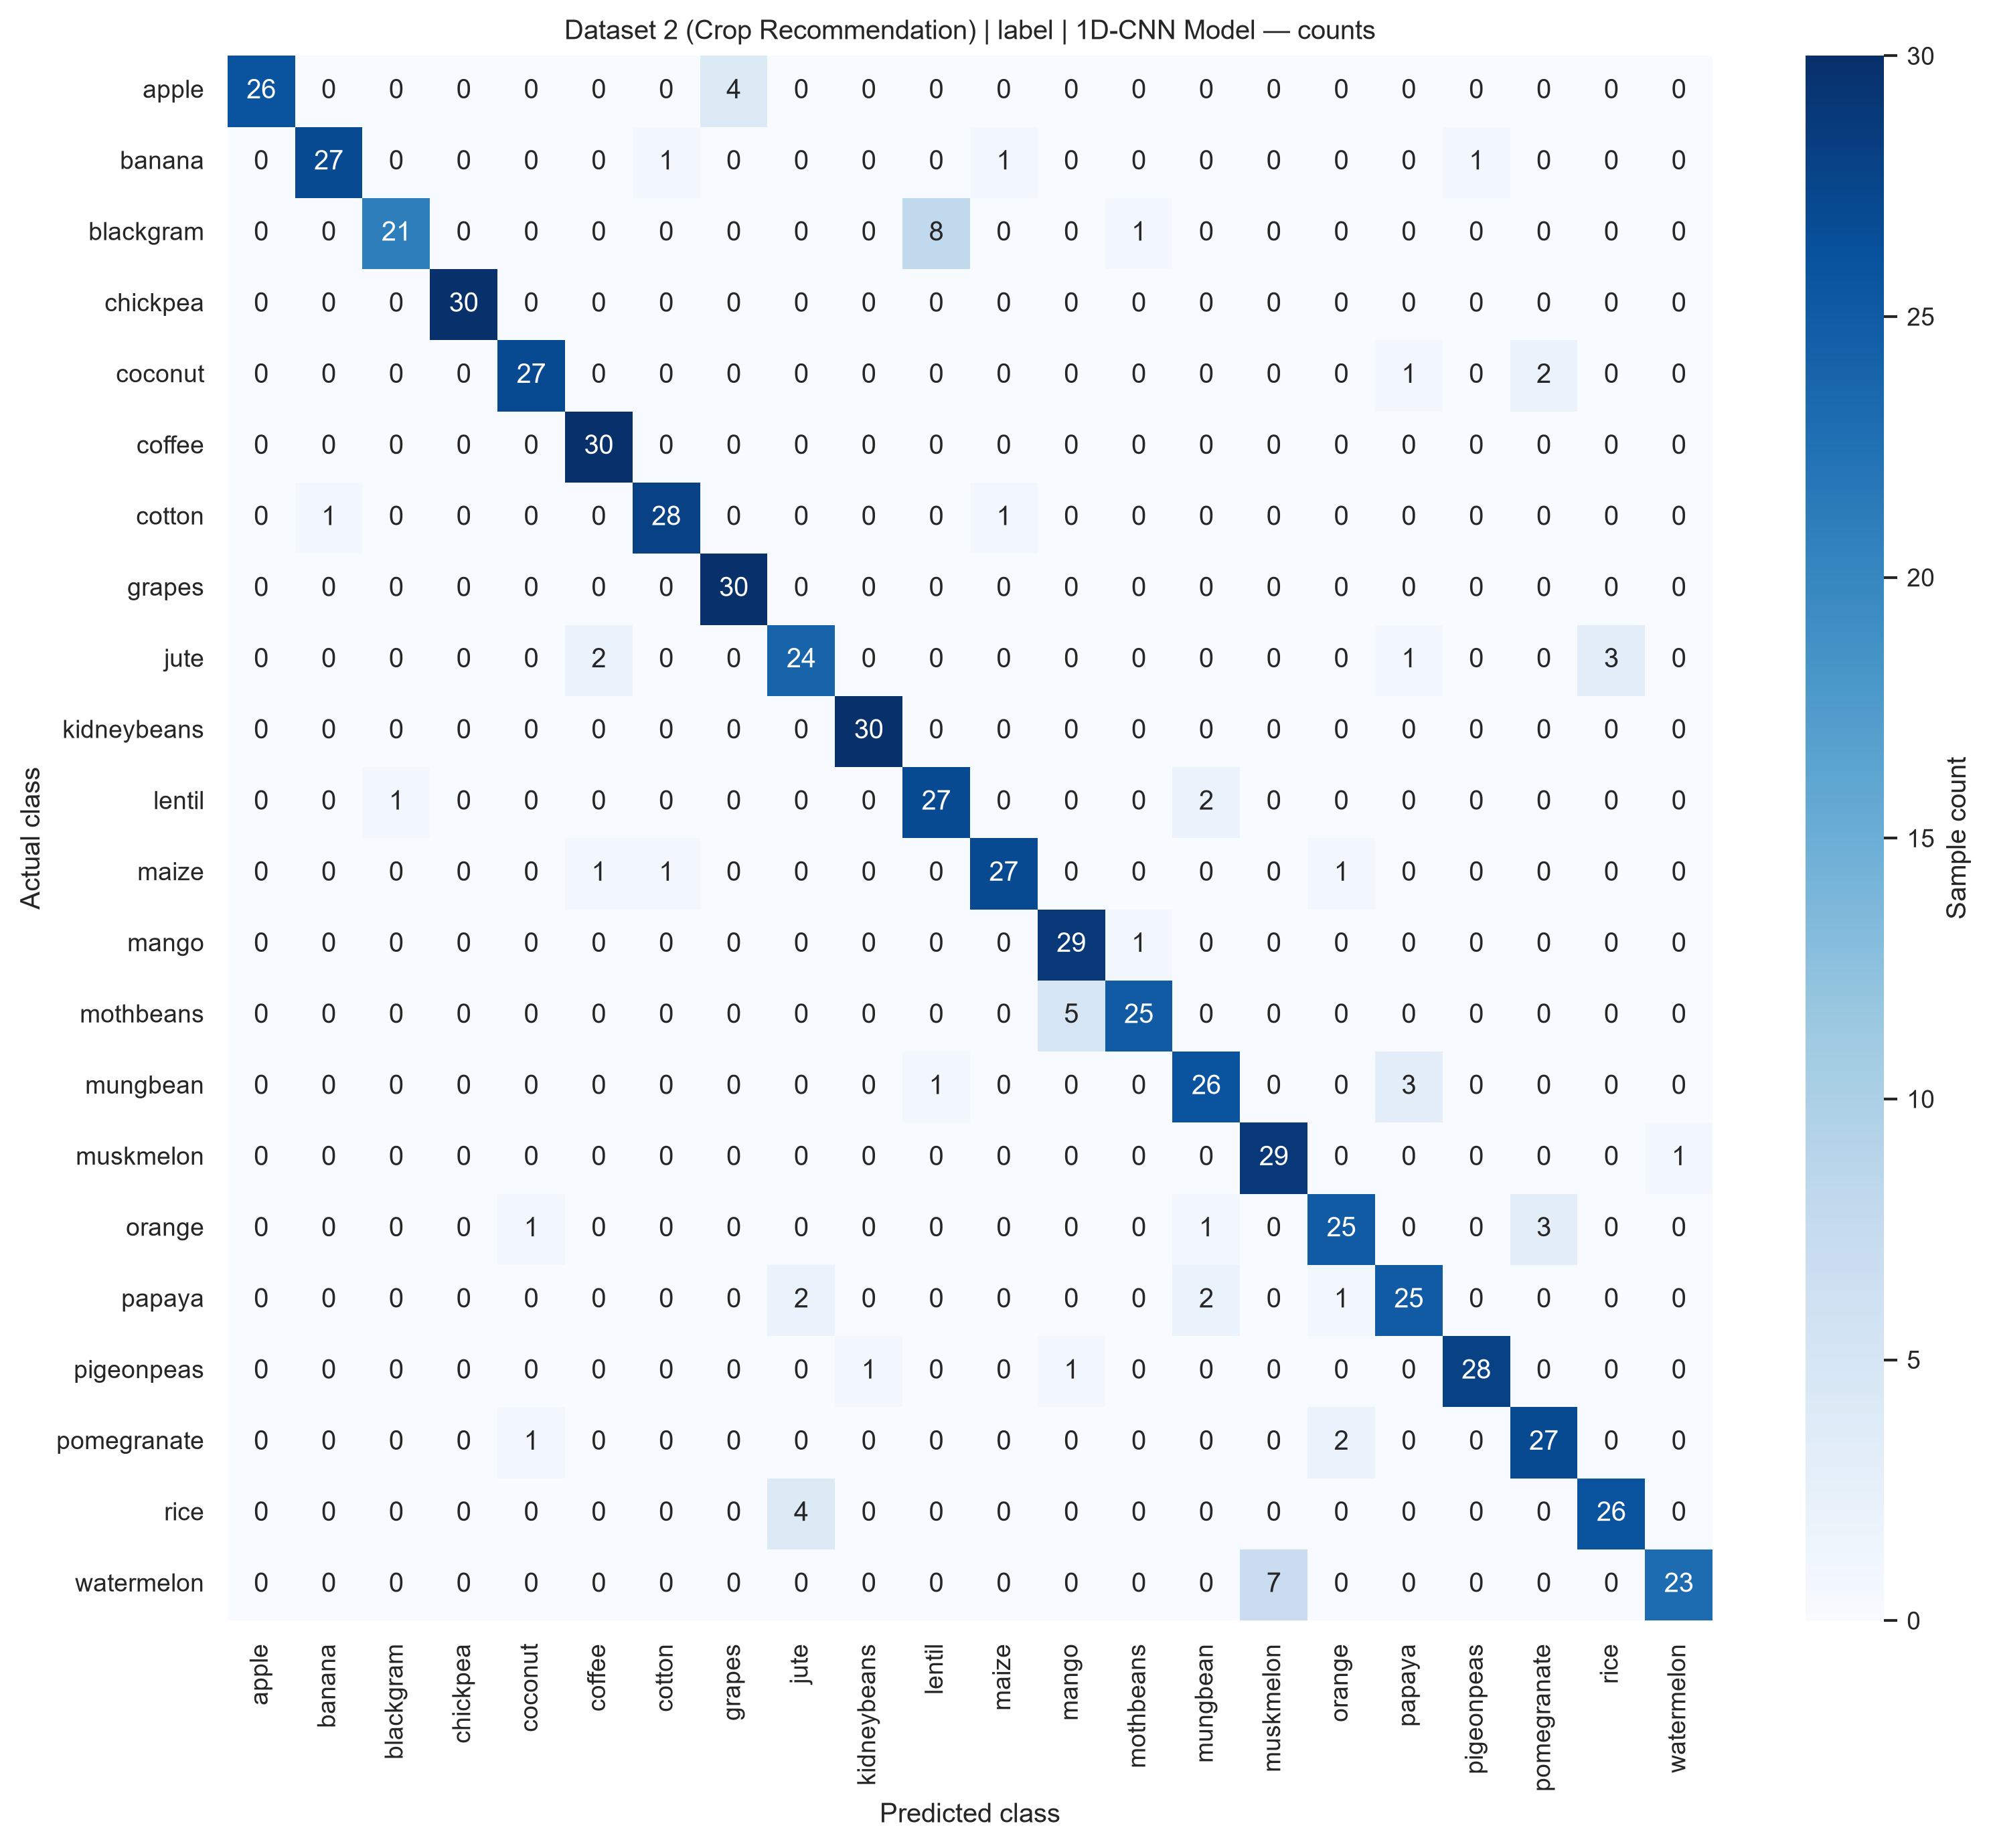 Dataset 2 (Crop Recommendation) | label | 1D-CNN Model — counts
apple 26 0 0 0 0 0 0 4 0 0 0 0 0 0 0 0 0 0 0 0 0 0
banana 0 27 0 0 0 0 1 0 0 0 0 1 0 0 0 0 0 0 1 0 0 0
blackgram 0 0 21 0 0 0 0 0 0 0 8 0 0 1 0 0 0 0 0 0 0 0
chickpea 0 0 0 30 0 0 0 0 0 0 0 0 0 0 0 0 0 0 0 0 0 0
coconut 0 0 0 0 27 0 0 0 0 0 0 0 0 0 0 0 0 1 0 2 0 0
coffee 0 0 0 0 0 30 0 0 0 0 0 0 0 0 0 0 0 0 0 0 0 0
cotton 0 1 0 0 0 0 28 0 0 0 0 1 0 0 0 0 0 0 0 0 0 0
grapes 0 0 0 0 0 0 0 30 0 0 0 0 0 0 0 0 0 0 0 0 0 0
jute 0 0 0 0 0 2 0 0 24 0 0 0 0 0 0 0 0 1 0 0 3 0
kidneybeans 0 0 0 0 0 0 0 0 0 30 0 0 0 0 0 0 0 0 0 0 0 0
lentil 0 0 1 0 0 0 0 0 0 0 27 0 0 0 2 0 0 0 0 0 0 0
maize 0 0 0 0 0 1 1 0 0 0 0 27 0 0 0 0 1 0 0 0 0 0
mango 0 0 0 0 0 0 0 0 0 0 0 0 29 1 0 0 0 0 0 0 0 0
mothbeans 0 0 0 0 0 0 0 0 0 0 0 0 5 25 0 0 0 0 0 0 0 0
mungbean 0 0 0 0 0 0 0 0 0 0 1 0 0 0 26 0 0 3 0 0 0 0
muskmelon 0 0 0 0 0 0 0 0 0 0 0 0 0 0 0 29 0 0 0 0 0 1
orange 0 0 0 0 1 0 0 0 0 0 0 0 0 0 1 0 25 0 0 3 0 0
papaya 0 0 0 0 0 0 0 0 2 0 0 0 0 0 2 0 1 25 0 0 0 0
pigeonpeas 0 0 0 0 0 0 0 0 0 1 0 0 1 0 0 0 0 0 28 0 0 0
pomegranate 0 0 0 0 1 0 0 0 0 0 0 0 0 0 0 0 2 0 0 27 0 0
rice 0 0 0 0 0 0 0 0 4 0 0 0 0 0 0 0 0 0 0 0 26 0
watermelon 0 0 0 0 0 0 0 0 0 0 0 0 0 0 0 7 0 0 0 0 0 23
Actual class
apple
banana
blackgram
chickpea
coconut
coffee
cotton
grapes
jute
kidneybeans
lentil
maize
mango
mothbeans
mungbean
muskmelon
orange
papaya
pigeonpeas
pomegranate
rice
watermelon
Predicted class
30
25
20
15
10
5
0
Sample count